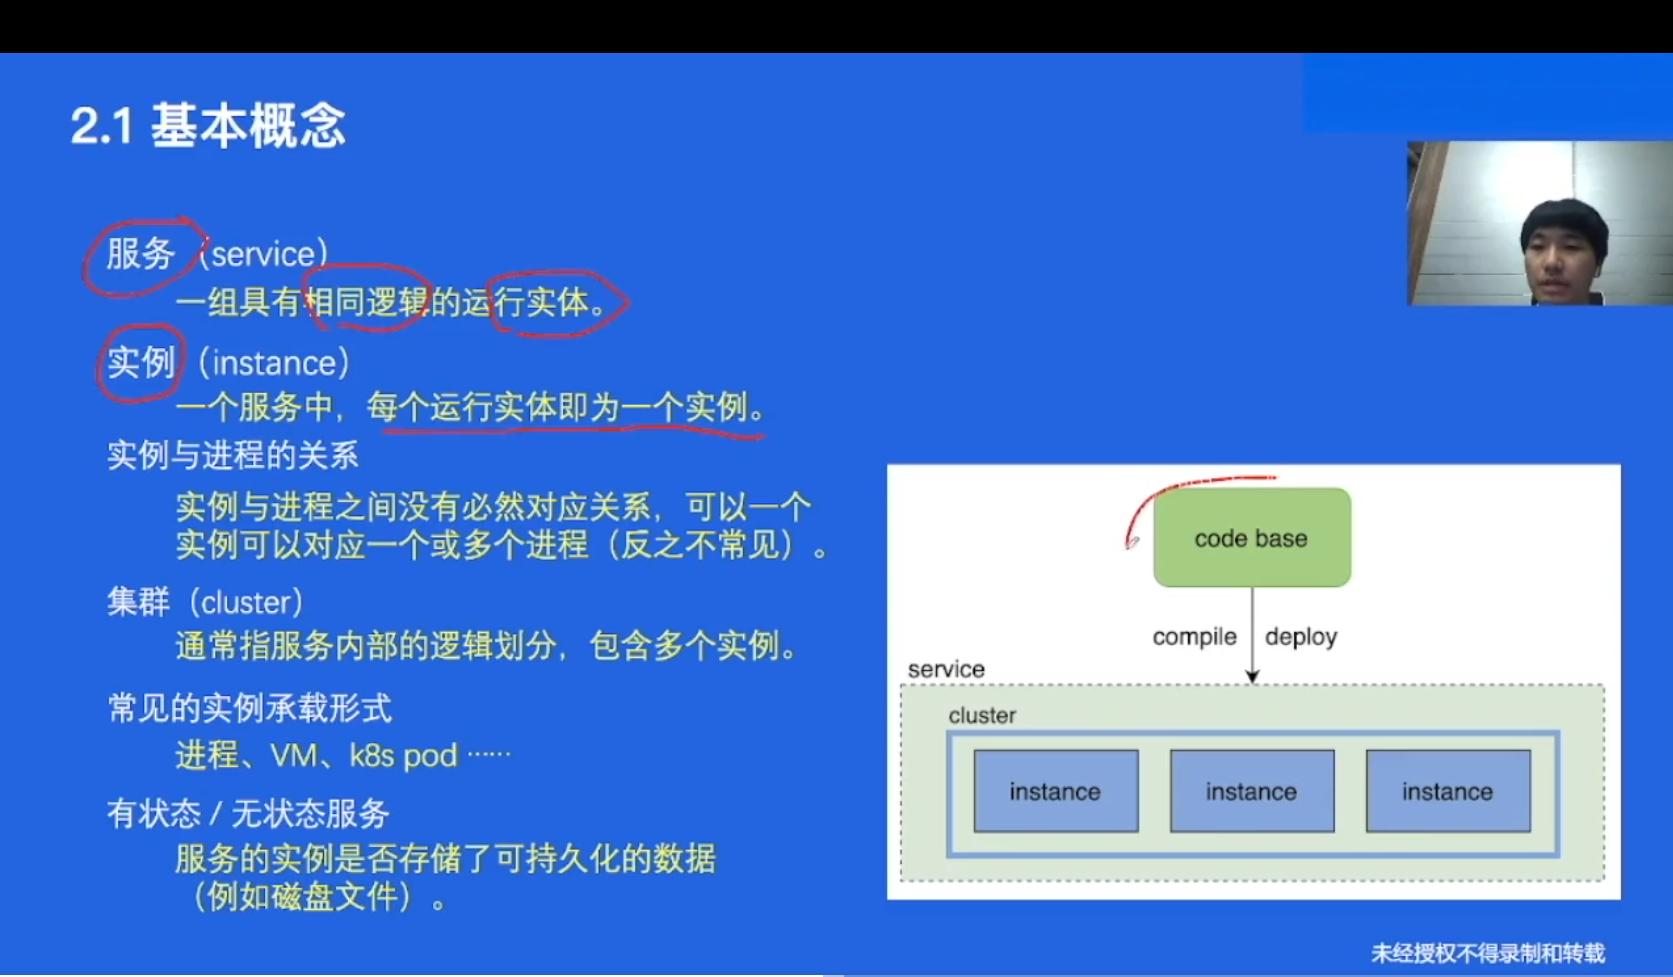 2.1 基本概念
服务（service）
一组具有相同逻辑的运行实体。
实例（instance）
一个服务中，每个运行实体即为一个实例。
实例与进程的关系
实例与进程之间没有必然对应关系，可以一个
实例可以对应一个或多个进程（反之不常见）。
集群（cluster）
通常指服务内部的逻辑划分，包含多个实例。
常见的实例承载形式
进程、VM、k8s pod ……
有状态 / 无状态服务
服务的实例是否存储了可持久化的数据
（例如磁盘文件）。
code base
compile deploy
service
cluster
instance instance instance
未经授权不得录制和转载